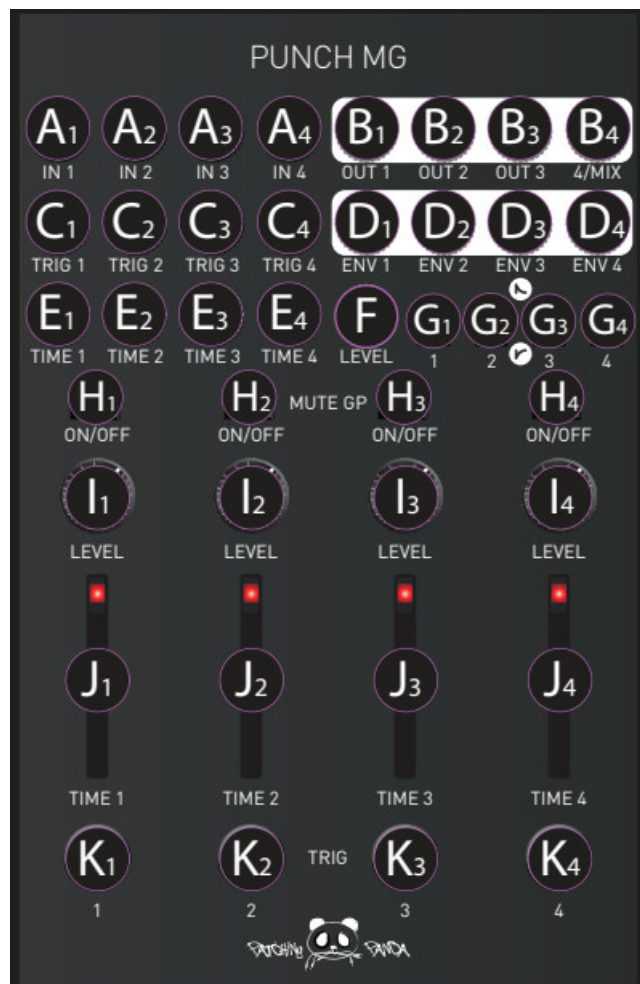 PUNCH MG
A1 A2 A3 A4 B1 B2 B3 B4
IN 1 IN 2 IN 3 IN 4 OUT 1 OUT 2 OUT 3 4/MIX
C1 C2 C3 C4 D1 D2 D3 D4
TRIG 1 TRIG 2 TRIG 3 TRIG 4 ENV 1 ENV 2 ENV 3 ENV 4
E1 E2 E3 E4 F G1 G2 G3 G4
TIME 1 TIME 2 TIME 3 TIME 4 LEVEL 1 2 3 4
H1 H2 MUTE GP H3 H4
ON/OFF ON/OFF ON/OFF ON/OFF
I1 I2 I3 I4
LEVEL LEVEL LEVEL LEVEL
J1 J2 J3 J4
TIME 1 TIME 2 TIME 3 TIME 4
K1 K2 TRIG K3 K4
1 2 3 4
PATCHING PANDA